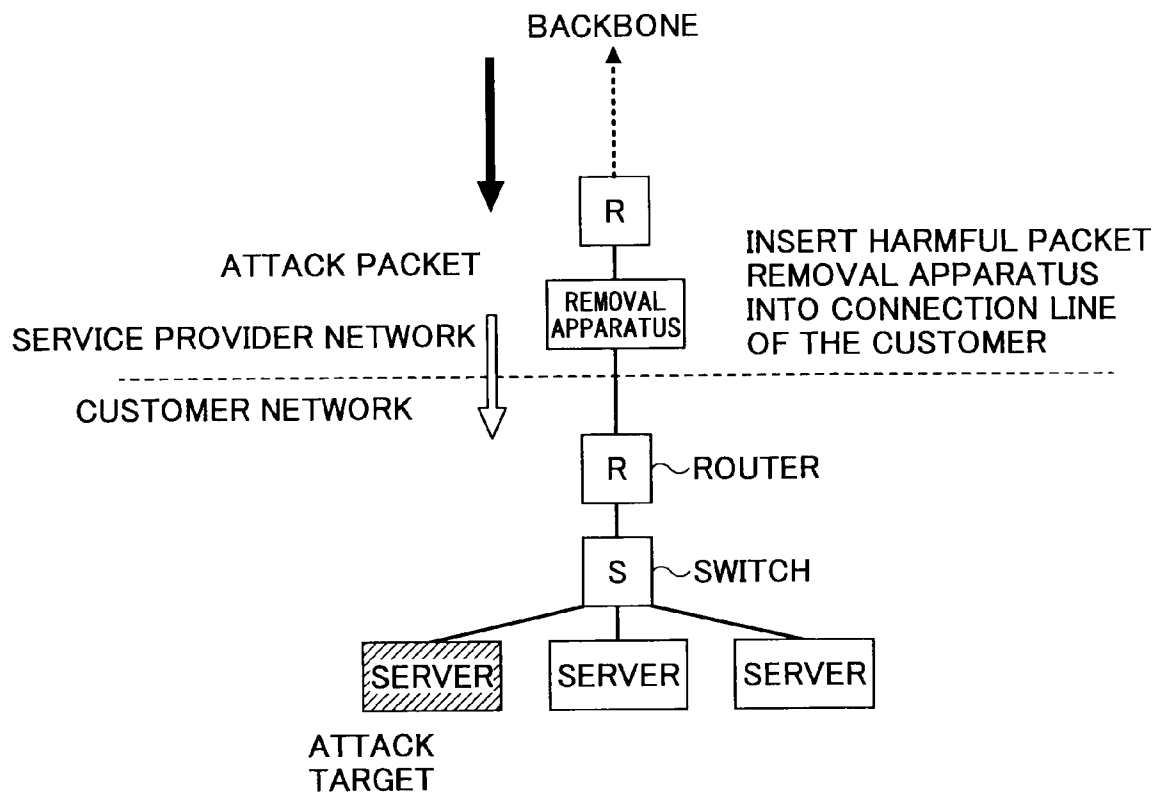 BACKBONE
R
ATTACK PACKET
REMOVAL
APPARATUS
INSERT HARMFUL PACKET
REMOVAL APPARATUS
INTO CONNECTION LINE
OF THE CUSTOMER
SERVICE PROVIDER NETWORK
CUSTOMER NETWORK
R
ROUTER
S
SWITCH
SERVER
SERVER
SERVER
ATTACK
TARGET